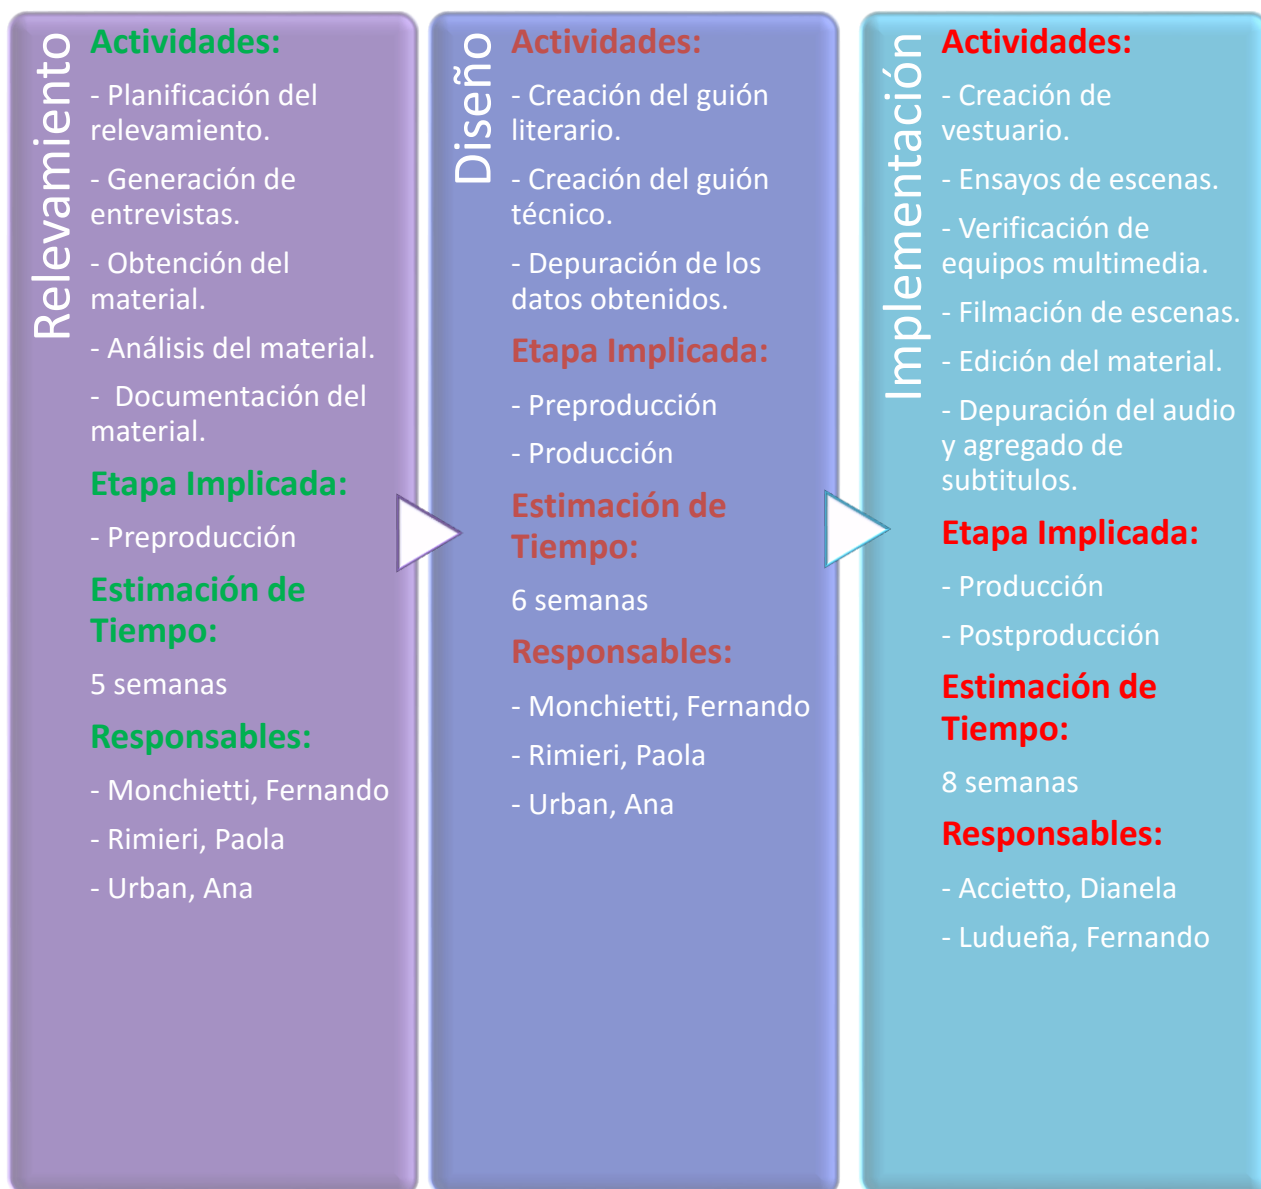 Relevamiento
Actividades:
- Planificación del
relevamiento.
- Generación de
entrevistas.
- Obtención del
material.
- Análisis del material.
-  Documentación del
material.
Etapa Implicada:
- Preproducción
Estimación de
Tiempo:
5 semanas
Responsables:
- Monchietti, Fernando
- Rimieri, Paola
- Urban, Ana
Diseño
Actividades:
- Creación del guión
literario.
- Creación del guión
técnico.
- Depuración de los
datos obtenidos.
Etapa Implicada:
- Preproducción
- Producción
Estimación de
Tiempo:
6 semanas
Responsables:
- Monchietti, Fernando
- Rimieri, Paola
- Urban, Ana
Implementación
Actividades:
- Creación de
vestuario.
- Ensayos de escenas.
- Verificación de
equipos multimedia.
- Filmación de escenas.
- Edición del material.
- Depuración del audio
y agregado de
subtitulos.
Etapa Implicada:
- Producción
- Postproducción
Estimación de
Tiempo:
8 semanas
Responsables:
- Accietto, Dianela
- Ludueña, Fernando